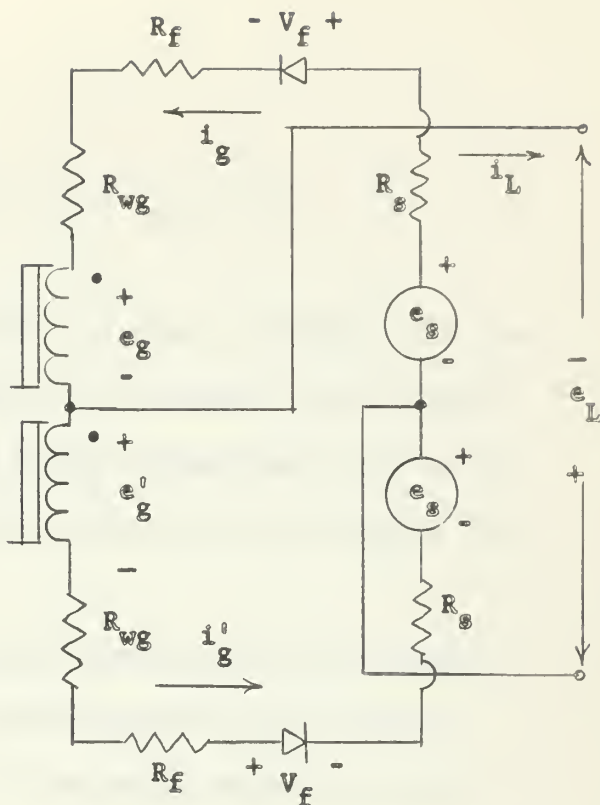 R_f - V_f +
i_g
R_wg R_s i_L
+ +
e_g e_s
- - -
e_L
+ +
e'_g e_s +
- -
R_wg i'_g R_s
R_f + V_f -